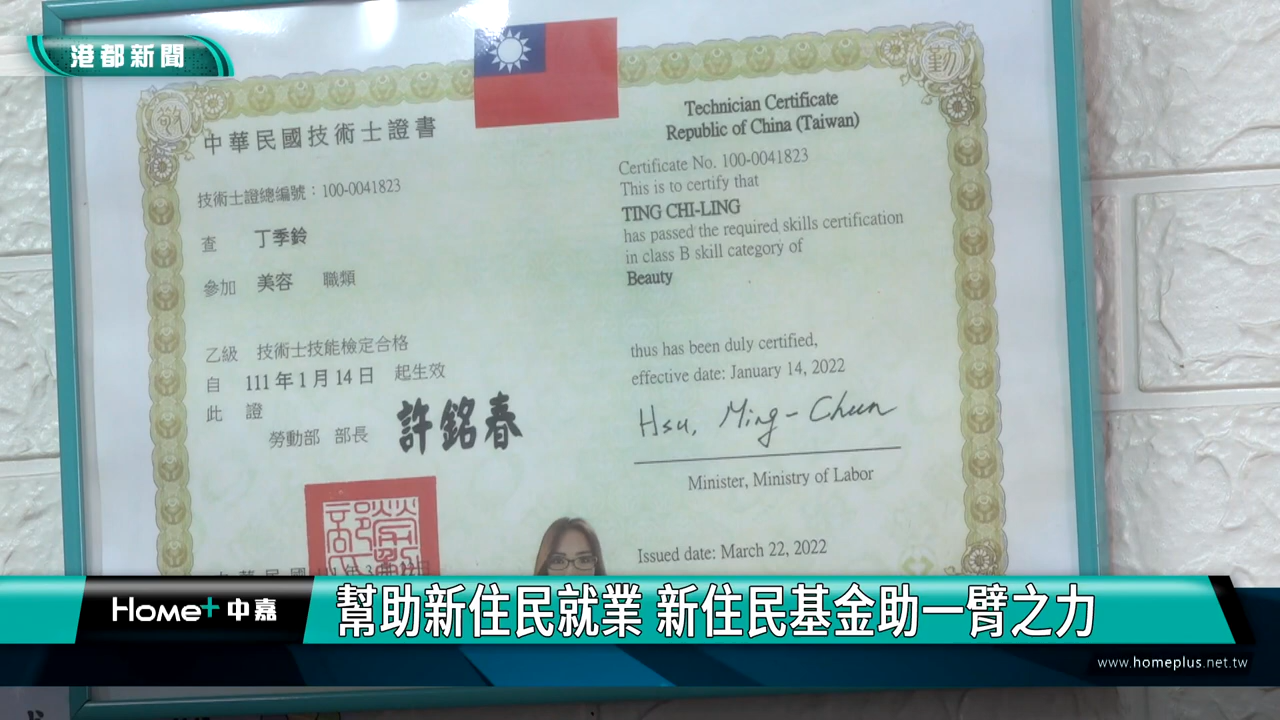 港都新聞
中華民國技術士證書
技術士證總編號：100-0041823
查 丁季鈴
參加 美容 職類
乙級 技術士技能檢定合格
自 111 年 1 月 14 日 起生效
此 證
勞動部 部長 許銘春
Technician Certificate
Republic of China (Taiwan)
Certificate No. 100-0041823
This is to certify that
TING CHI-LING
has passed the required skills certification
in class B skill category of
Beauty
thus has been duly certified,
effective date: January 14, 2022
Hsu, Ming-Chun
Minister, Ministry of Labor
Issued date: March 22, 2022
Home+中嘉
幫助新住民就業 新住民基金助一臂之力
www.homeplus.net.tw